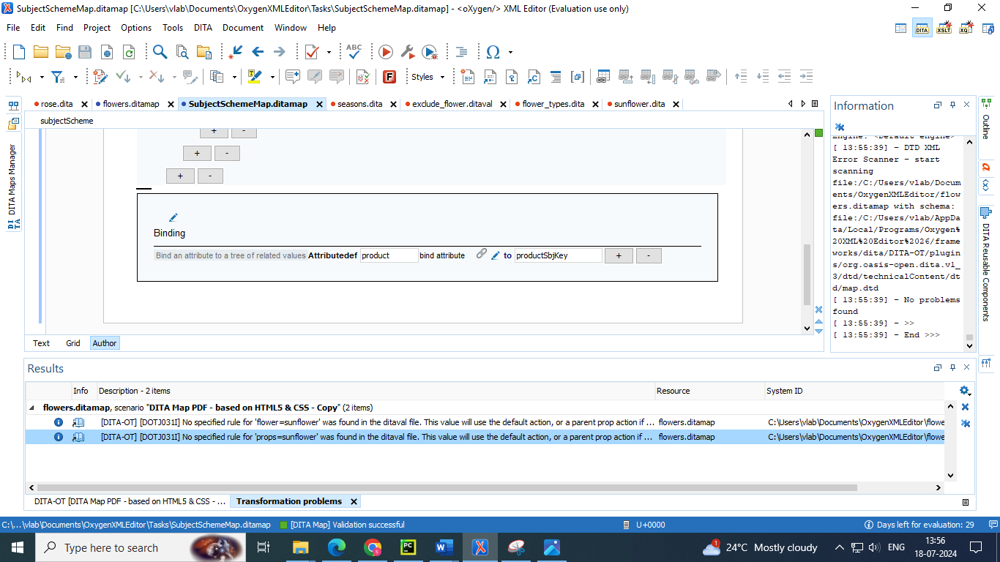 SubjectSchemeMap.ditamap [C:\Users\vlab\Documents\OxygenXMLEditor\Tasks\SubjectSchemeMap.ditamap] - <oXygen/> XML Editor (Evaluation use only)
File Edit Find Project Options Tools DITA Document Window Help
DITA XSLT XQ
ABC
Styles
rose.dita flowers.ditamap SubjectSchemeMap.ditamap seasons.dita exclude_flower.ditaval flower_types.dita sunflower.dita
subjectScheme
DITA Maps Manager
+ -
+ -
+ -
Binding
Bind an attribute to a tree of related values Attributedef product bind attribute to productSbjKey + -
Text Grid Author
Information
Engine: <Default engine>
[ 13:55:39] - DTD XML
Error Scanner - start
scanning
file:/C:/Users/vlab/Docum
ents/OxygenXMLEditor/flow
ers.ditamap with schema:
file:/C:/Users/vlab/AppDa
ta/Local/Programs/Oxygen%
20XML%20Editor%2026/frame
works/dita/DITA-OT/plugin
s/org.oasis-open.dita.v1_
3/dtd/technicalContent/dt
d/map.dtd
[ 13:55:39] - No problems
found
[ 13:55:39] - >>
[ 13:55:39] - End >>>
Outline
DITA Reusable Components
Results
Info Description - 2 items Resource System ID
flowers.ditamap, scenario "DITA Map PDF - based on HTML5 & CSS - Copy" (2 items)
[DITA-OT] [DOTJ031I] No specified rule for 'flower=sunflower' was found in the ditaval file. This value will use the default action, or a parent prop action if ... flowers.ditamap C:\Users\vlab\Documents\OxygenXMLEditor\flowe
[DITA-OT] [DOTJ031I] No specified rule for 'props=sunflower' was found in the ditaval file. This value will use the default action, or a parent prop action if ... flowers.ditamap C:\Users\vlab\Documents\OxygenXMLEditor\flowe
DITA-OT [DITA Map PDF - based on HTML5 & CSS - ... Transformation problems
C:\...\vlab\Documents\OxygenXMLEditor\Tasks\SubjectSchemeMap.ditamap [DITA Map] Validation successful U+0000 Days left for evaluation: 29
Type here to search 24°C Mostly cloudy ENG 13:56
18-07-2024